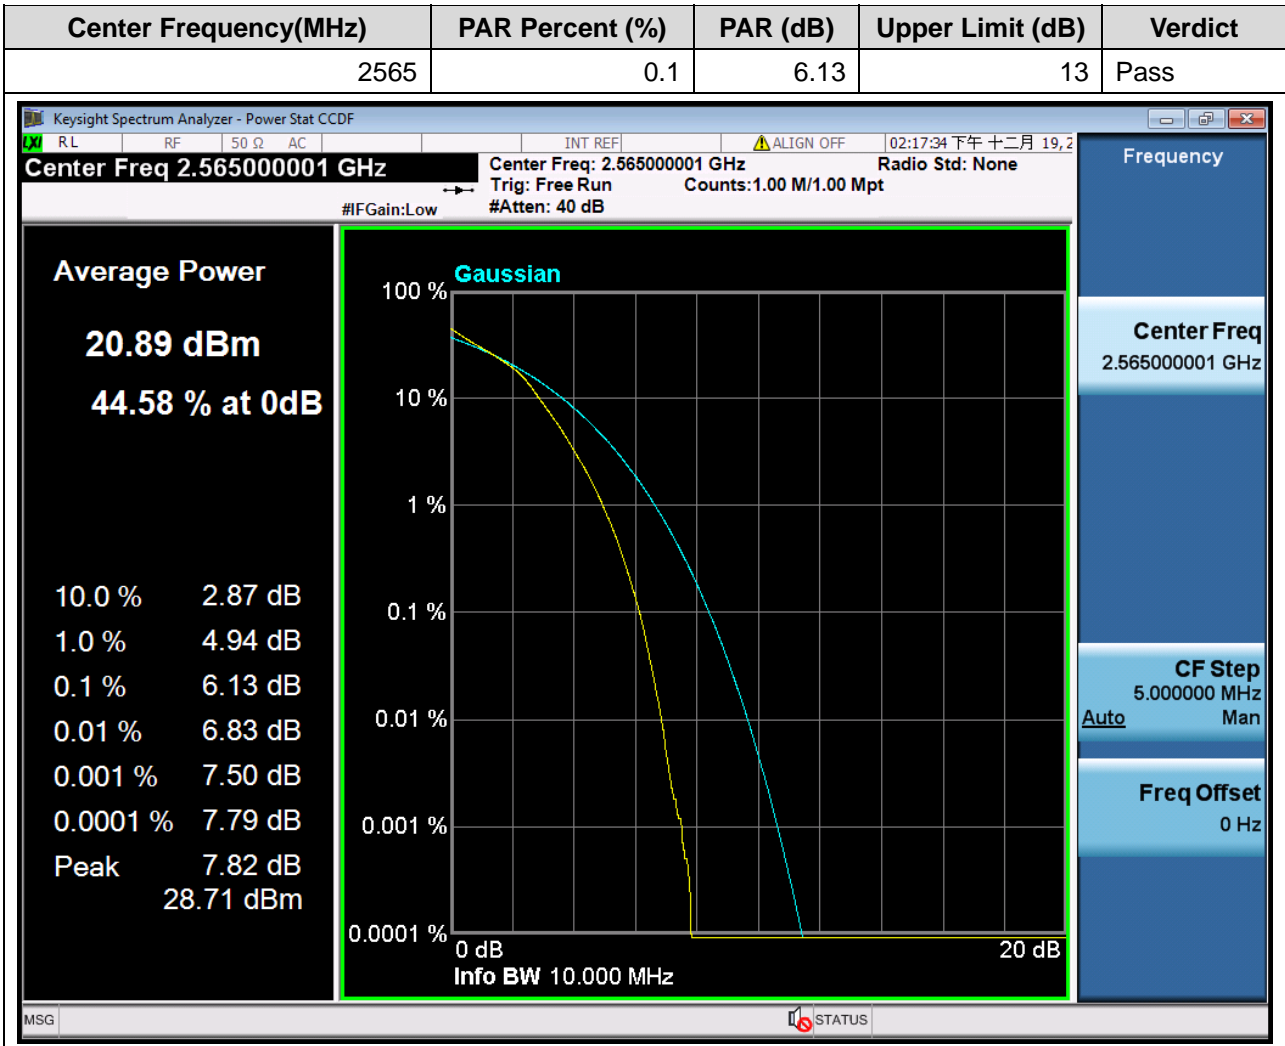 Center Frequency(MHz) PAR Percent (%) PAR (dB) Upper Limit (dB) Verdict
2565 0.1 6.13 13 Pass
Keysight Spectrum Analyzer - Power Stat CCDF
LXI RL RF 50 Ω AC INT REF ALIGN OFF 02:17:34 下午 十二月 19, 2
Center Freq 2.565000001 GHz
Center Freq: 2.565000001 GHz Radio Std: None
Trig: Free Run Counts:1.00 M/1.00 Mpt
#IFGain:Low #Atten: 40 dB
Average Power
20.89 dBm
44.58 % at 0dB
10.0 % 2.87 dB
1.0 % 4.94 dB
0.1 % 6.13 dB
0.01 % 6.83 dB
0.001 % 7.50 dB
0.0001 % 7.79 dB
Peak 7.82 dB
28.71 dBm
Gaussian
100 %
10 %
1 %
0.1 %
0.01 %
0.001 %
0.0001 %
0 dB 20 dB
Info BW 10.000 MHz
Frequency
Center Freq
2.565000001 GHz
CF Step
5.000000 MHz
Auto Man
Freq Offset
0 Hz
MSG STATUS